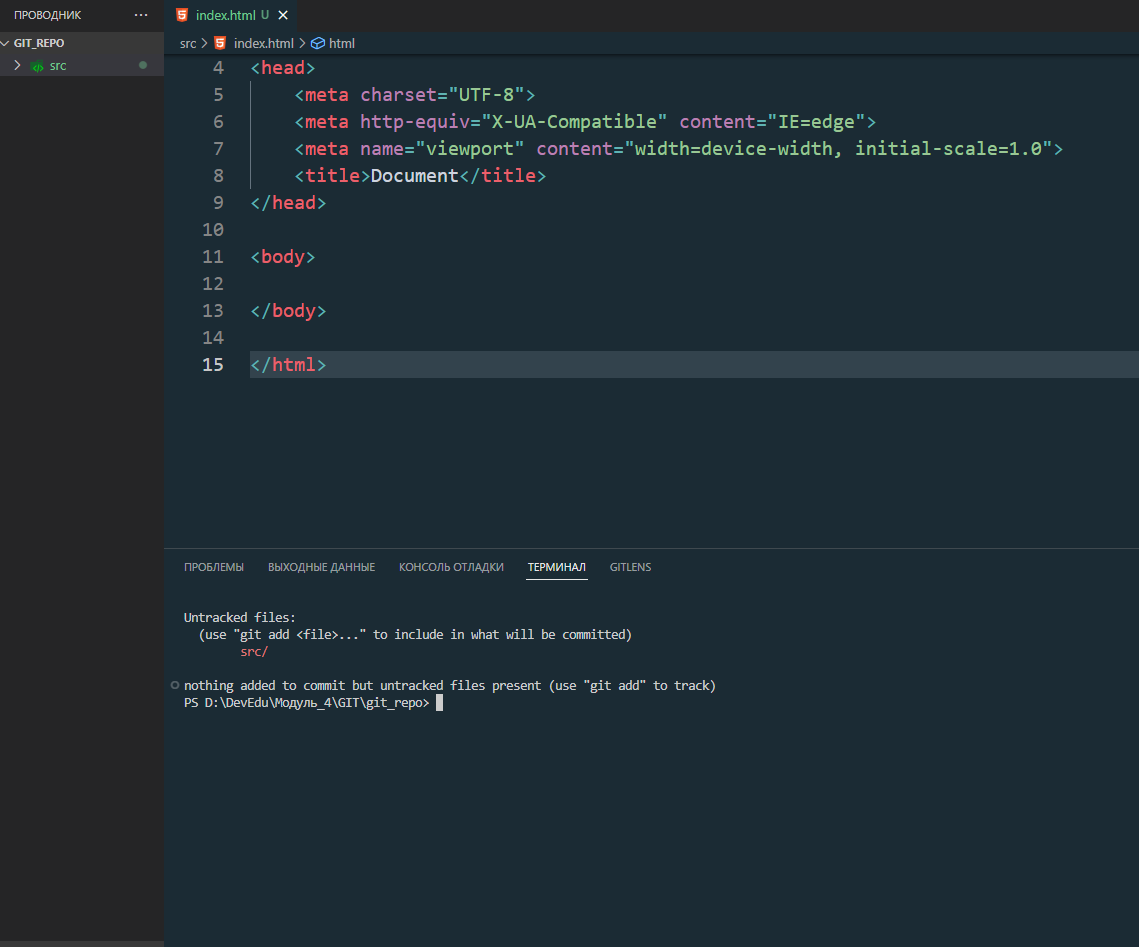 ПРОВОДНИК ···
GIT_REPO
src
index.html U
src > index.html > html
4 <head>
5 <meta charset="UTF-8">
6 <meta http-equiv="X-UA-Compatible" content="IE=edge">
7 <meta name="viewport" content="width=device-width, initial-scale=1.0">
8 <title>Document</title>
9 </head>
10
11 <body>
12
13 </body>
14
15 </html>
ПРОБЛЕМЫ ВЫХОДНЫЕ ДАННЫЕ КОНСОЛЬ ОТЛАДКИ ТЕРМИНАЛ GITLENS
Untracked files:
(use "git add <file>..." to include in what will be committed)
src/
nothing added to commit but untracked files present (use "git add" to track)
PS D:\DevEdu\Модуль_4\GIT\git_repo>